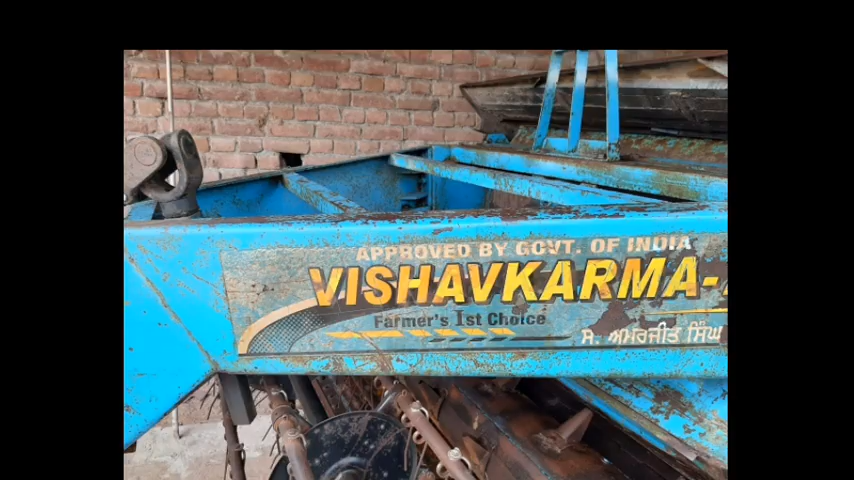 APPROVED BY GOVT. OF INDIA
VISHAVKARMA-
Farmer's 1st Choice
ਸ. ਅਮਰਜੀਤ ਸਿੰਘ